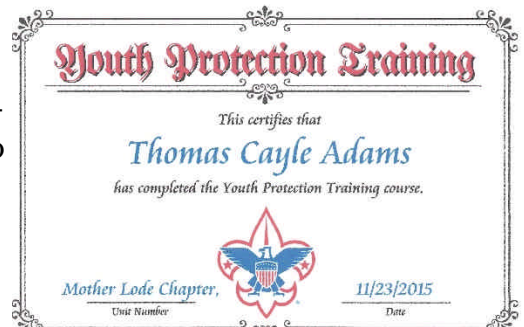 Youth Protection Training
This certifies that
Thomas Cayle Adams
has completed the Youth Protection Training course.
Mother Lode Chapter, 11/23/2015
Unit Number Date